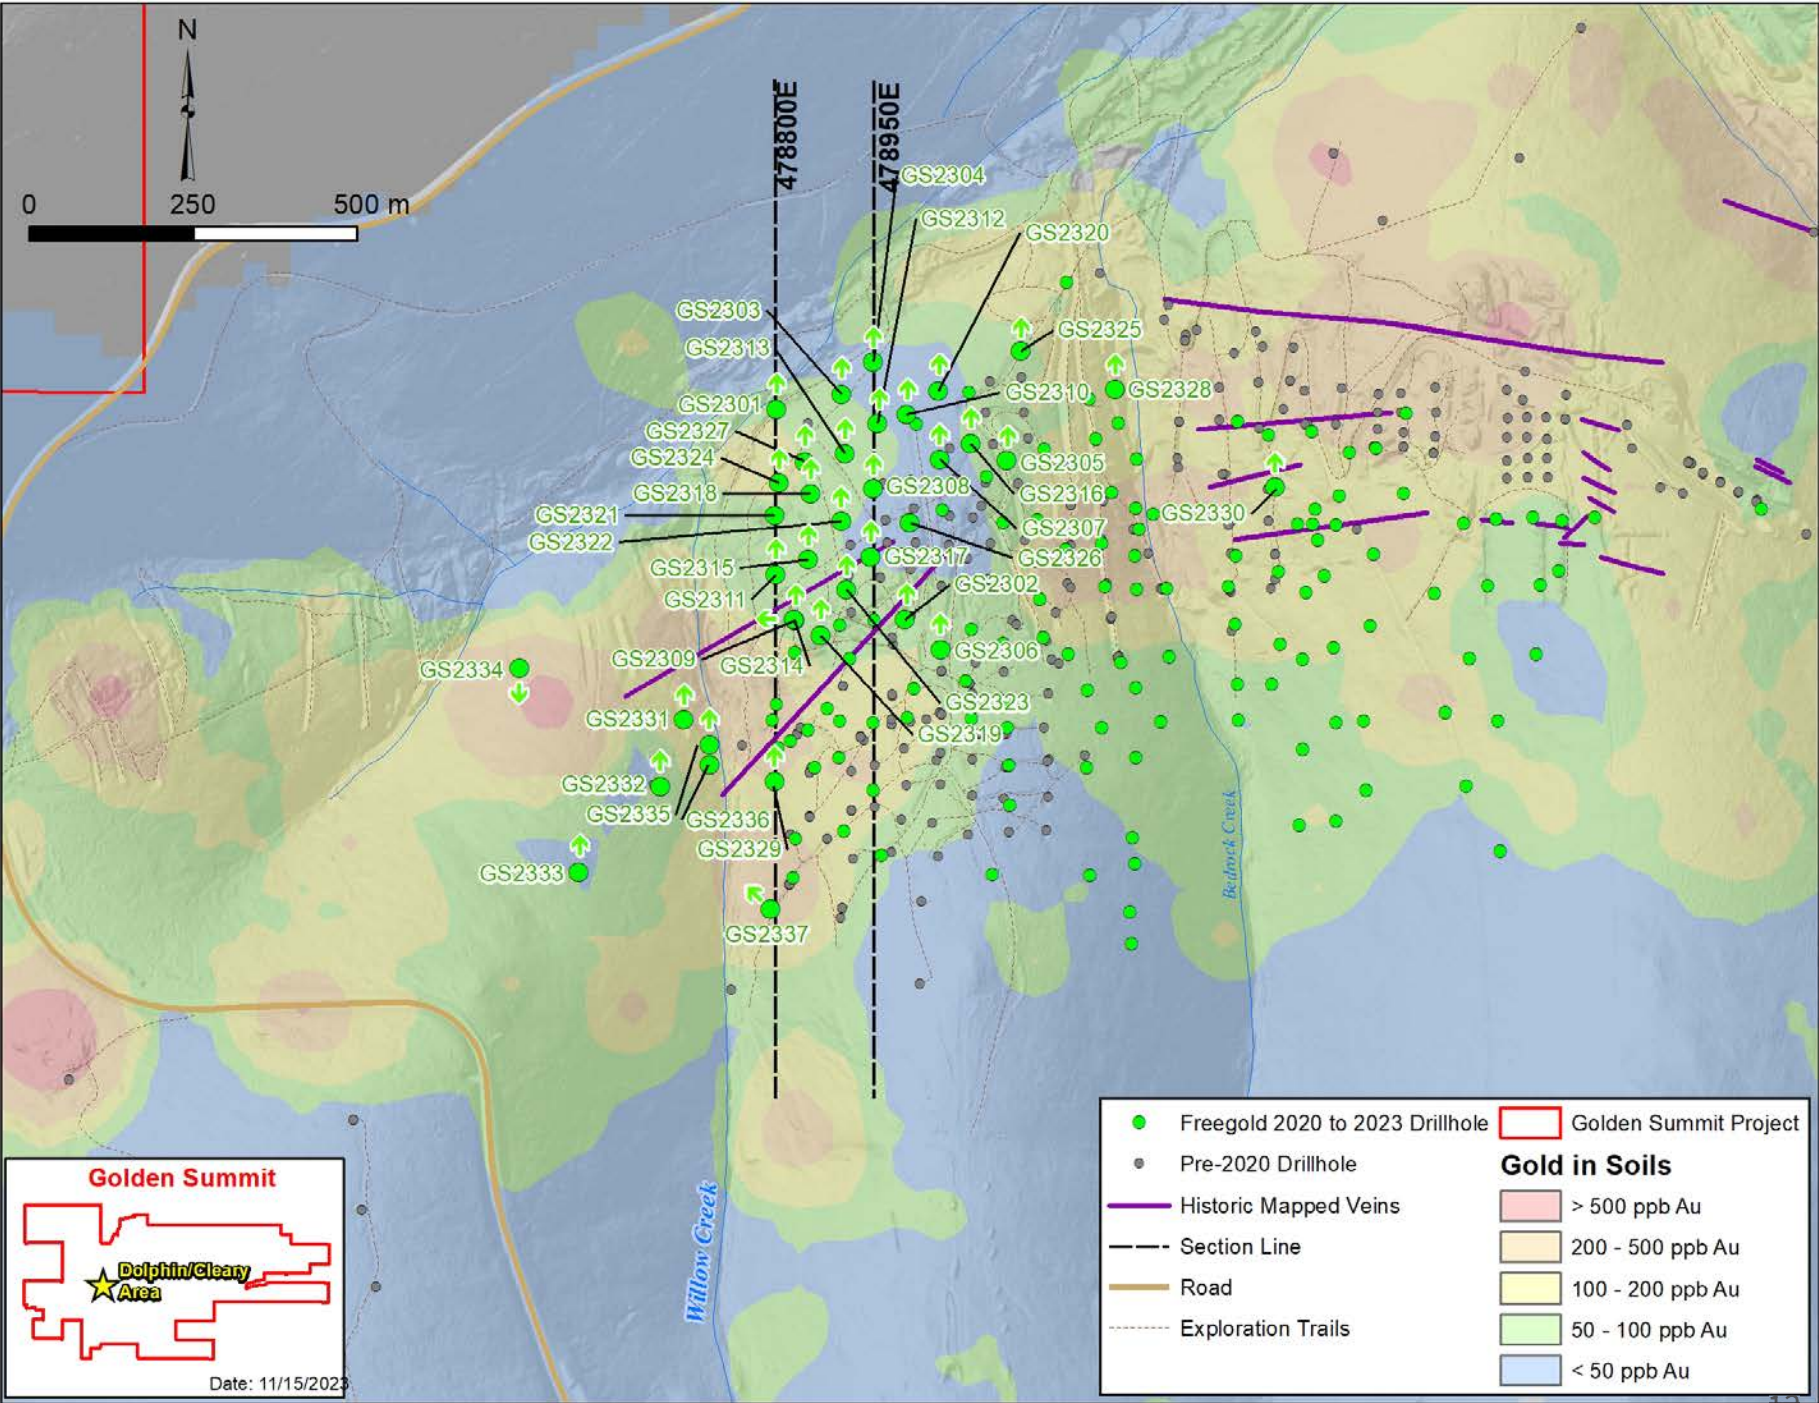 N
0 250 500 m
478800E
478950E
GS2304
GS2312
GS2320
GS2303
GS2325
GS2313
GS2328
GS2310
GS2301
GS2327
GS2324
GS2305
GS2318
GS2308
GS2316
GS2321
GS2330
GS2307
GS2322
GS2317
GS2326
GS2315
GS2302
GS2311
GS2306
GS2309
GS2314
GS2334
GS2323
GS2331
GS2319
GS2332
GS2335
GS2336
GS2329
GS2333
GS2337
Bedrock Creek
Willow Creek
Golden Summit
Dolphin/Cleary
Area
Date: 11/15/2023
Freegold 2020 to 2023 Drillhole
Pre-2020 Drillhole
Historic Mapped Veins
Section Line
Road
Exploration Trails
Golden Summit Project
Gold in Soils
> 500 ppb Au
200 - 500 ppb Au
100 - 200 ppb Au
50 - 100 ppb Au
< 50 ppb Au